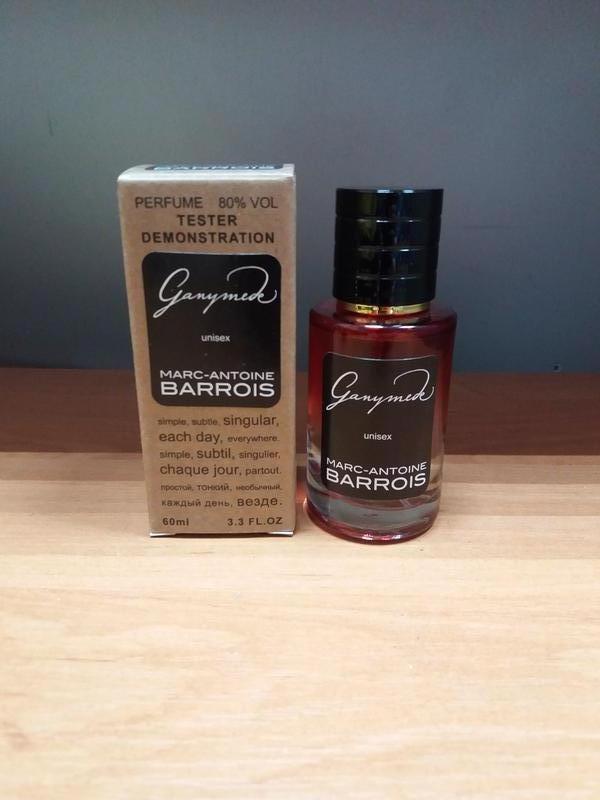 BARROIS
PERFUME 80% VOL
TESTER
DEMONSTRATION
Ganymede
unisex
MARC-ANTOINE
BARROIS
simple, subtle, singular,
each day, everywhere.
simple, subtil, singulier,
chaque jour, partout.
простой, тонкий, необычный,
каждый день, везде.
60ml 3.3 FL.OZ
Ganymede
unisex
MARC-ANTOINE
BARROIS